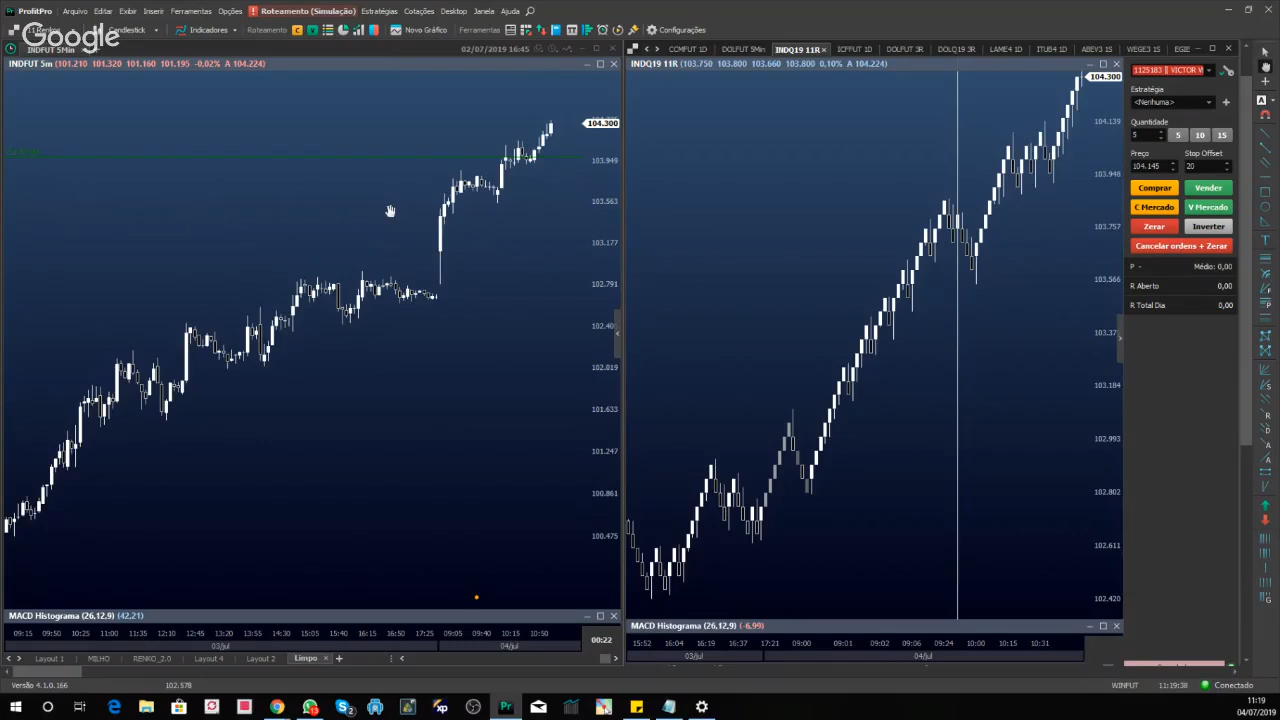 ProfitPro Arquivo Exibir Inserir Ferramentas Opções Roteamento (Simulação) Estratégias Cotações Desktop Janela Ajuda
Google
Candlestick Indicadores Roteamento Novo Gráfico Ferramentas Configurações
INDFUT 5Min 02/07/2019 16:45 CCMFUT 1D DOLFUT 5Min INDQ19 11R ICFFUT 1D DOLFUT 3R DOLQ19 3R LAME4 1D ITUB4 1D ABEV3 1S WEGE3 1S EGIE
INDFUT 5m (101.210 101.320 101.160 101.195 -0,02% A 104.224)
INDQ19 11R (103.750 103.800 103.660 103.800 0,10% A 104.224)
104.300
103.949
103.563
103.177
102.791
102.405
102.019
101.633
101.247
100.861
100.475
104.300
104.139
103.948
103.757
103.566
103.375
103.184
102.993
102.802
102.611
102.420
1125183 || VICTOR V
Estratégia
<Nenhuma>
Quantidade
5 5 10 15
Preço Stop Offset
104.145 20
Comprar Vender
C Mercado V Mercado
Zerar Inverter
Cancelar ordens + Zerar
P - Médio: 0,00
R Aberto 0,00
R Total Dia 0,00
MACD Histograma (26,12,9) (42,21)
MACD Histograma (26,12,9) (-6,99)
09:15 09:50 10:25 11:00 11:35 12:10 12:45 13:20 13:55 14:30 15:05 15:40 16:15 16:50 17:25 09:05 09:40 10:15 10:50 00:22
03/jul 04/jul
15:52 16:04 16:19 16:37 17:21 09:00 09:01 09:02 09:06 09:24 10:00 10:31
03/jul 04/jul
Layout 1 MILHO RENKO_2.0 Layout 4 Layout 2 Limpo
Versão 4.1.0.166 102.578 WINFUT 11:19:38 Conectado
11:19
04/07/2019